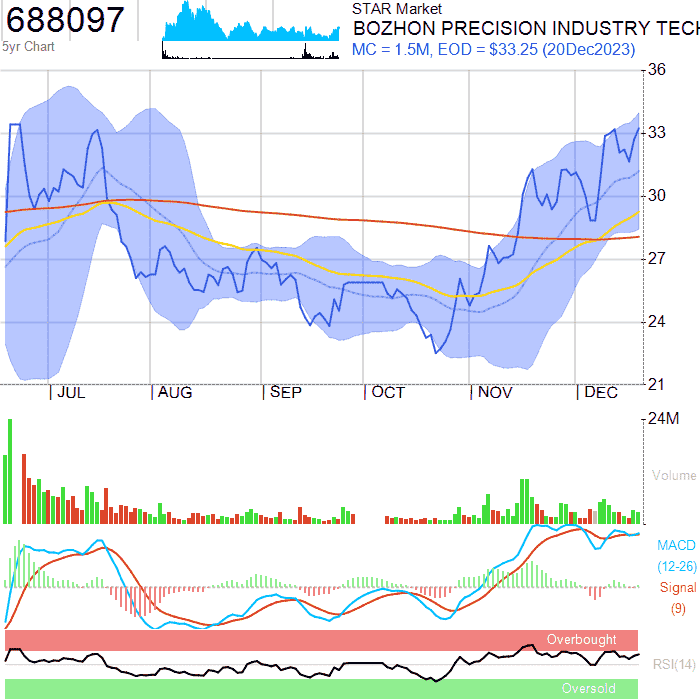 688097
5yr Chart
STAR Market
BOZHON PRECISION INDUSTRY TECH
MC = 1.5M, EOD = $33.25 (20Dec2023)
36
33
30
27
24
21
JUL AUG SEP OCT NOV DEC
24M
Volume
MACD
(12-26)
Signal
(9)
Overbought
RSI(14)
Oversold